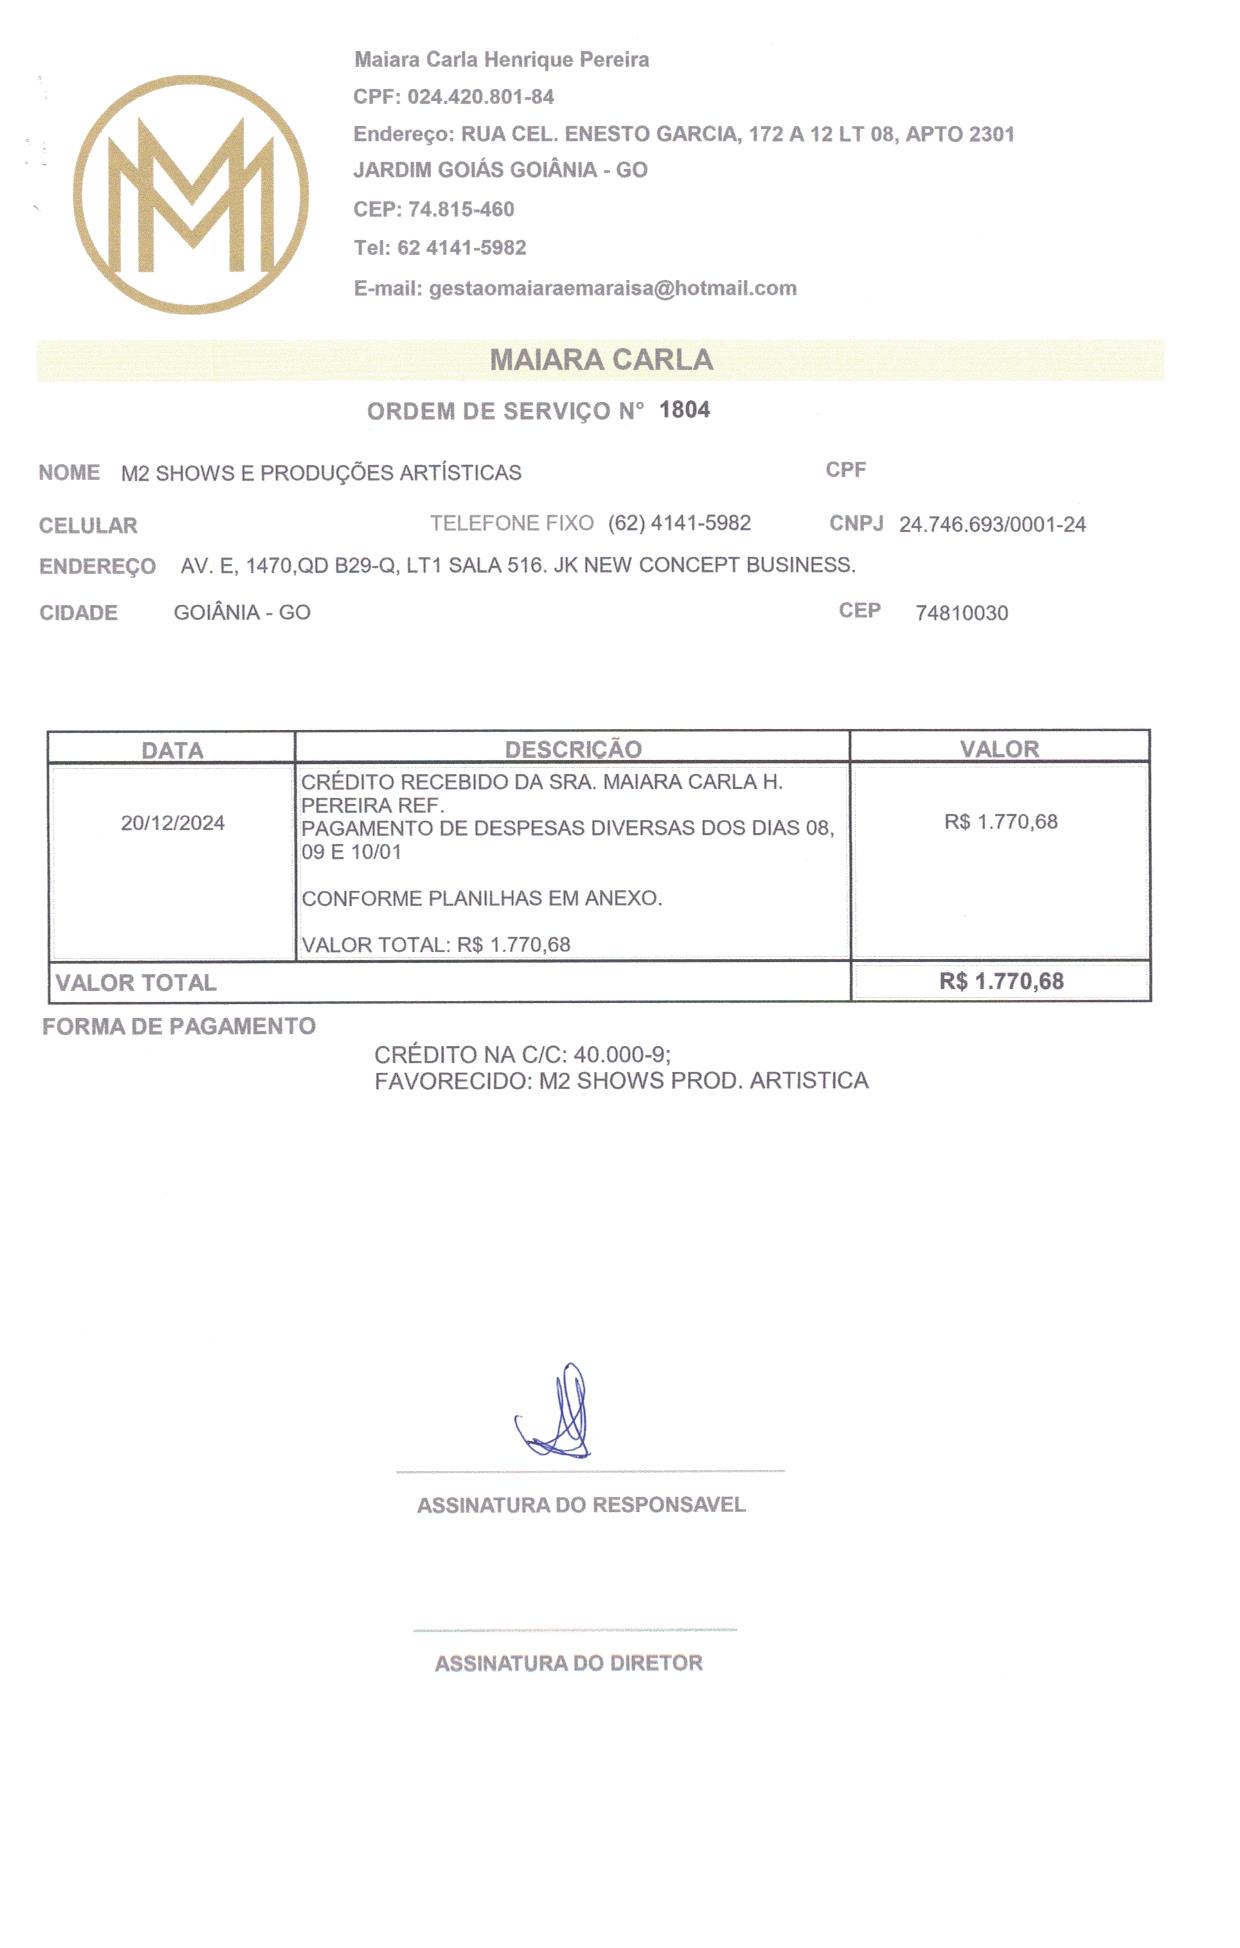 Maiara Carla Henrique Pereira
CPF: 024.420.801-84
Endereço: RUA CEL. ENESTO GARCIA, 172 A 12 LT 08, APTO 2301
JARDIM GOIÁS GOIÂNIA - GO
CEP: 74.815-460
Tel: 62 4141-5982
E-mail: gestaomaiaraemaraisa@hotmail.com
MAIARA CARLA
ORDEM DE SERVIÇO N° 1804
NOME M2 SHOWS E PRODUÇÕES ARTÍSTICAS CPF
CELULAR TELEFONE FIXO (62) 4141-5982 CNPJ 24.746.693/0001-24
ENDEREÇO AV. E, 1470,QD B29-Q, LT1 SALA 516. JK NEW CONCEPT BUSINESS.
CIDADE GOIÂNIA - GO CEP 74810030
DATA DESCRIÇÃO VALOR
CRÉDITO RECEBIDO DA SRA. MAIARA CARLA H.
PEREIRA REF.
20/12/2024 PAGAMENTO DE DESPESAS DIVERSAS DOS DIAS 08, R$ 1.770,68
09 E 10/01
CONFORME PLANILHAS EM ANEXO.
VALOR TOTAL: R$ 1.770,68
VALOR TOTAL R$ 1.770,68
FORMA DE PAGAMENTO
CRÉDITO NA C/C: 40.000-9;
FAVORECIDO: M2 SHOWS PROD. ARTISTICA
ASSINATURA DO RESPONSAVEL
ASSINATURA DO DIRETOR